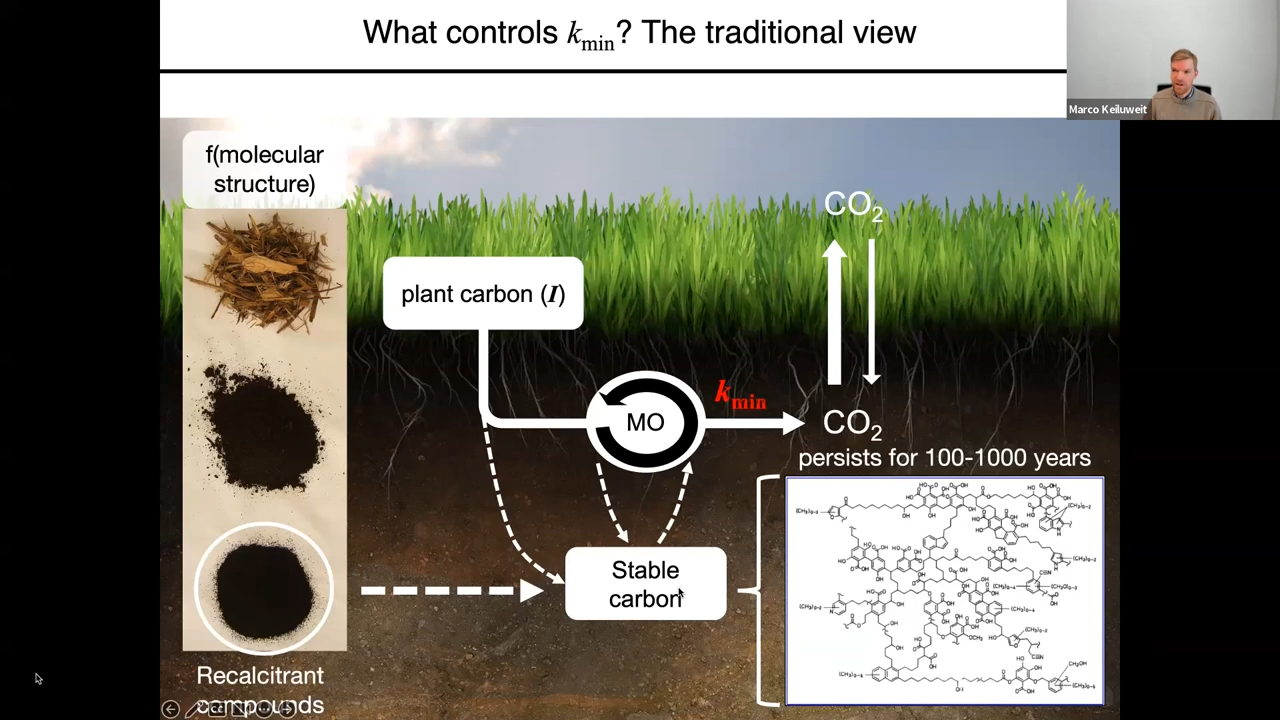 What controls kmin? The traditional view
Marco Keiluweit
f(molecular
structure)
CO2
plant carbon (I)
kmin
MO
CO2
persists for 100-1000 years
Stable
carbon
Recalcitrant
compounds